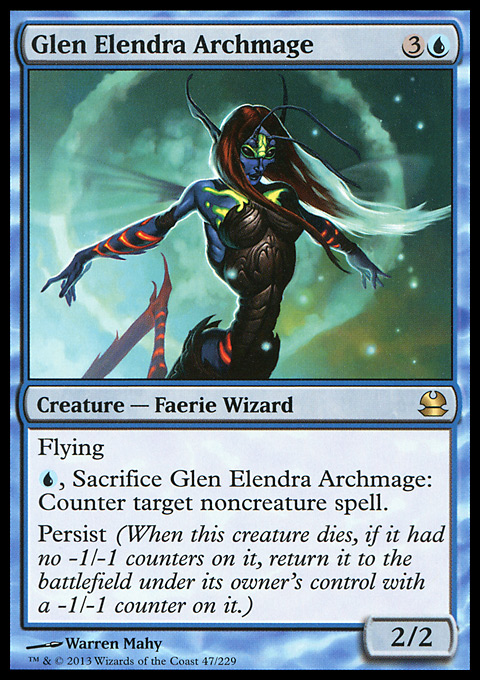 Glen Elendra Archmage 3
Creature — Faerie Wizard
Flying
, Sacrifice Glen Elendra Archmage:
Counter target noncreature spell.
Persist (When this creature dies, if it had
no -1/-1 counters on it, return it to the
battlefield under its owner's control with
a -1/-1 counter on it.)
Warren Mahy
2/2
™ & © 2013 Wizards of the Coast 47/229